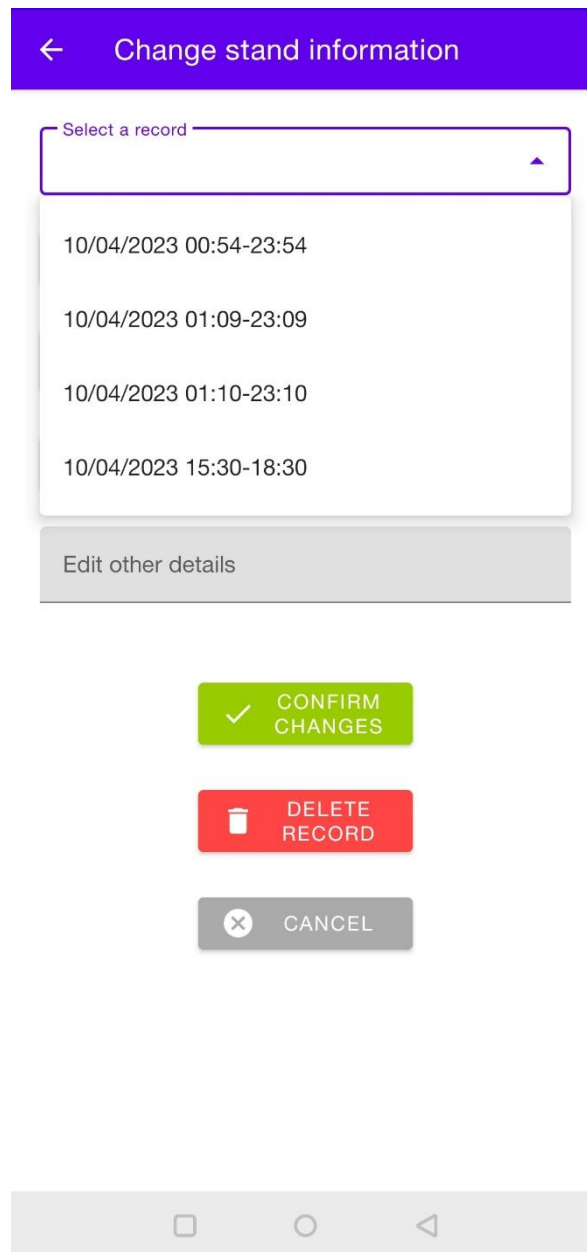 Change stand information
Select a record
10/04/2023 00:54-23:54
10/04/2023 01:09-23:09
10/04/2023 01:10-23:10
10/04/2023 15:30-18:30
Edit other details
CONFIRM
CHANGES
DELETE
RECORD
CANCEL